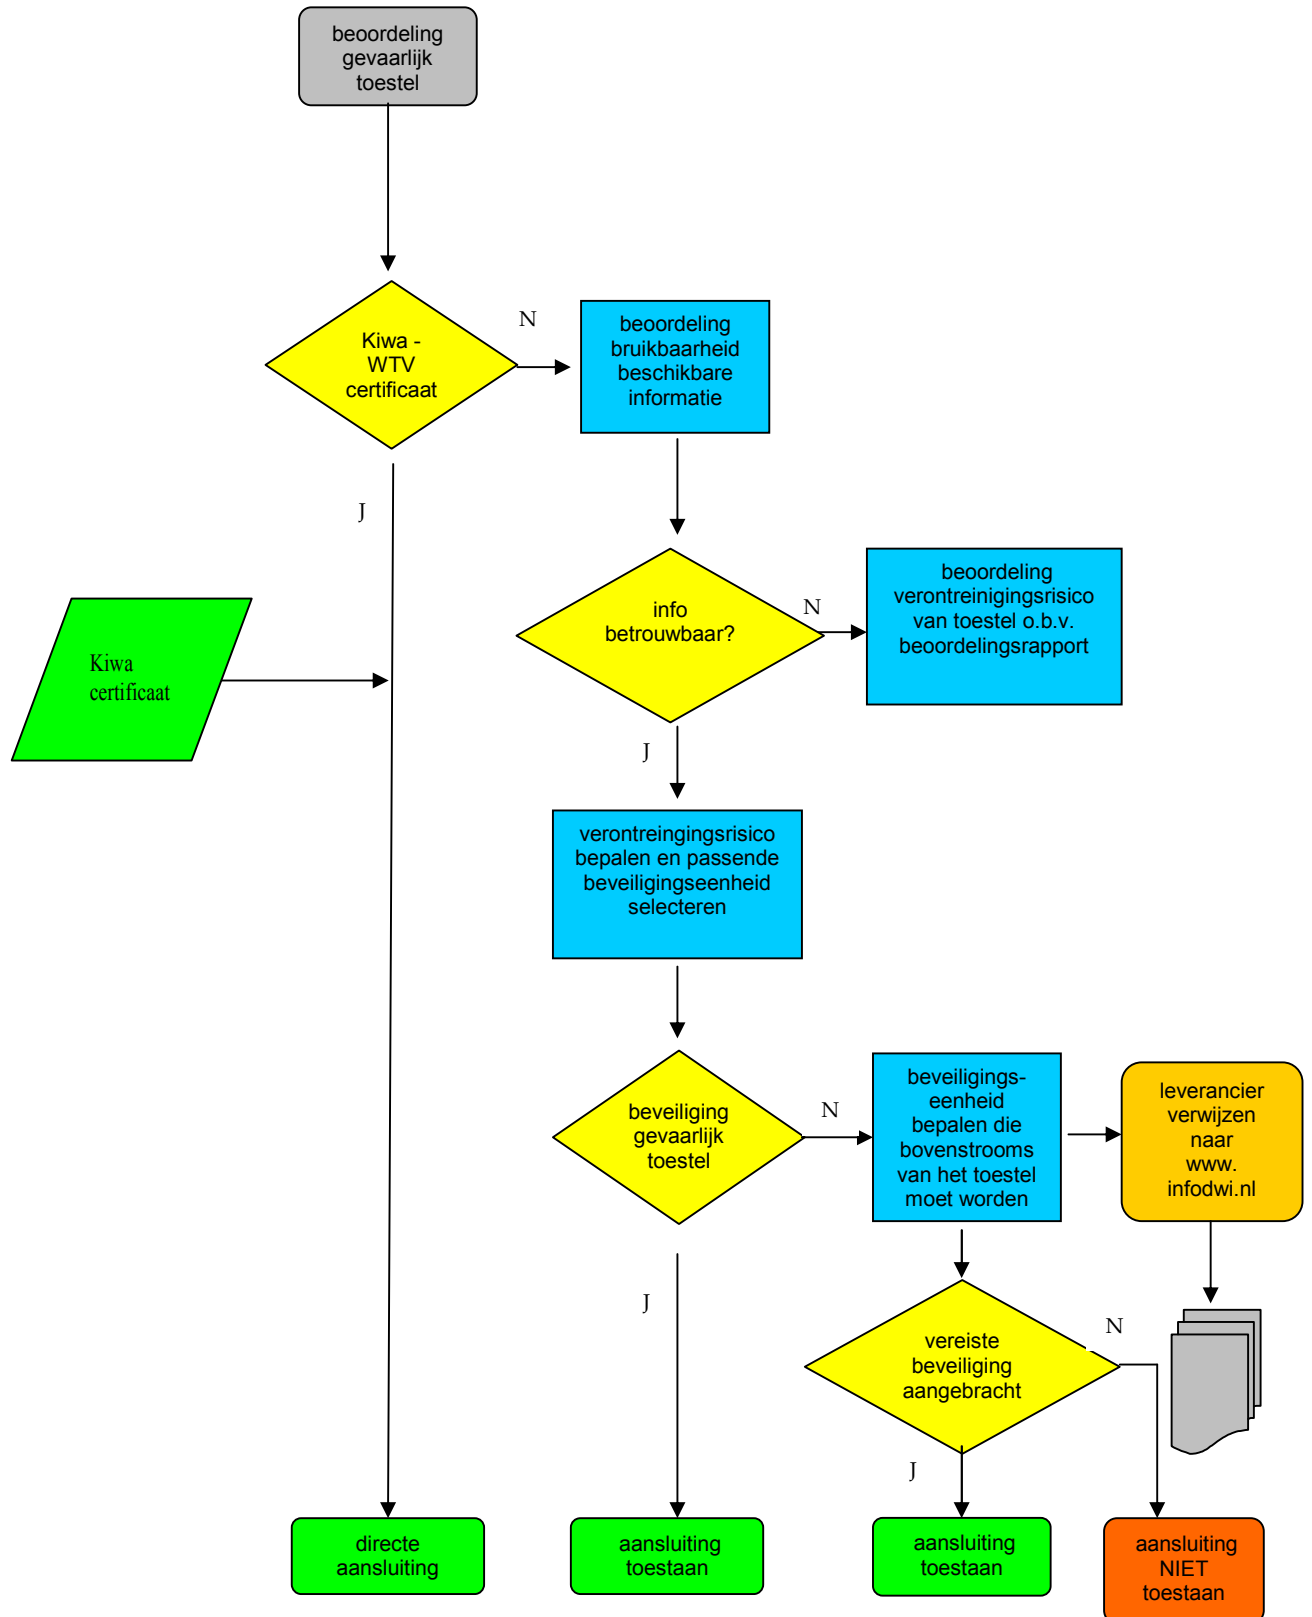 beoordeling
gevaarlijk
toestel
Kiwa -
WTV
certificaat
N
beoordeling
bruikbaarheid
beschikbare
informatie
J
info
betrouwbaar?
N
beoordeling
verontreinigingsrisico
van toestel o.b.v.
beoordelingsrapport
Kiwa
certificaat
J
verontreingingsrisico
bepalen en passende
beveiligingseenheid
selecteren
beveiliging
gevaarlijk
toestel
N
beveiligings-
eenheid
bepalen die
bovenstrooms
van het toestel
moet worden
leverancier
verwijzen
naar
www.
infodwi.nl
J
vereiste
beveiliging
aangebracht
N
J
directe
aansluiting
aansluiting
toestaan
aansluiting
toestaan
aansluiting
NIET
toestaan